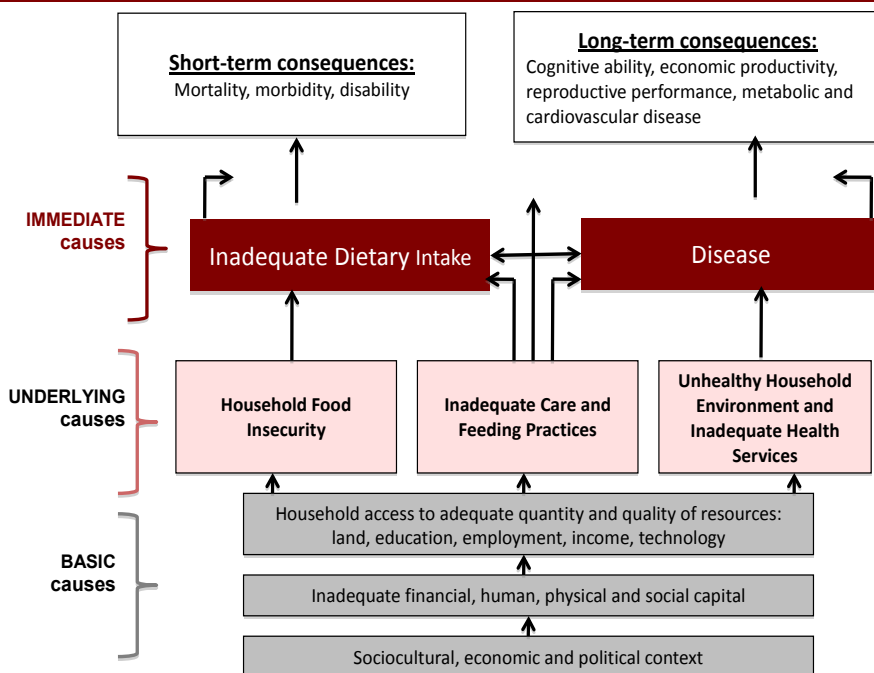 Short-term consequences:
Mortality, morbidity, disability
Long-term consequences:
Cognitive ability, economic productivity,
reproductive performance, metabolic and
cardiovascular disease
IMMEDIATE
causes
Inadequate Dietary Intake
Disease
UNDERLYING
causes
Household Food
Insecurity
Inadequate Care and
Feeding Practices
Unhealthy Household
Environment and
Inadequate Health
Services
BASIC
causes
Household access to adequate quantity and quality of resources:
land, education, employment, income, technology
Inadequate financial, human, physical and social capital
Sociocultural, economic and political context